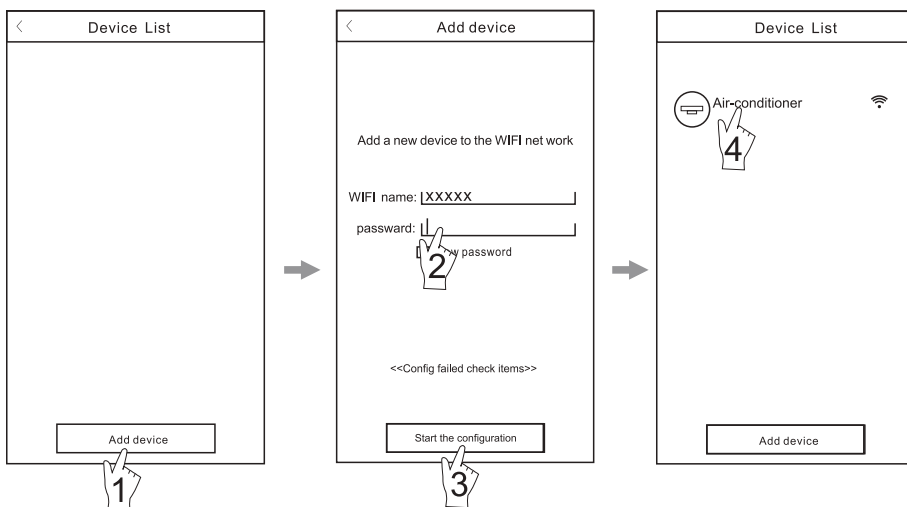 Device List
Add device
1
Add device
Add a new device to the WIFI net work
WIFI name: XXXXX
passward:
password
2
<<Config failed check items>>
Start the configuration
3
Device List
Air-conditioner
4
Add device